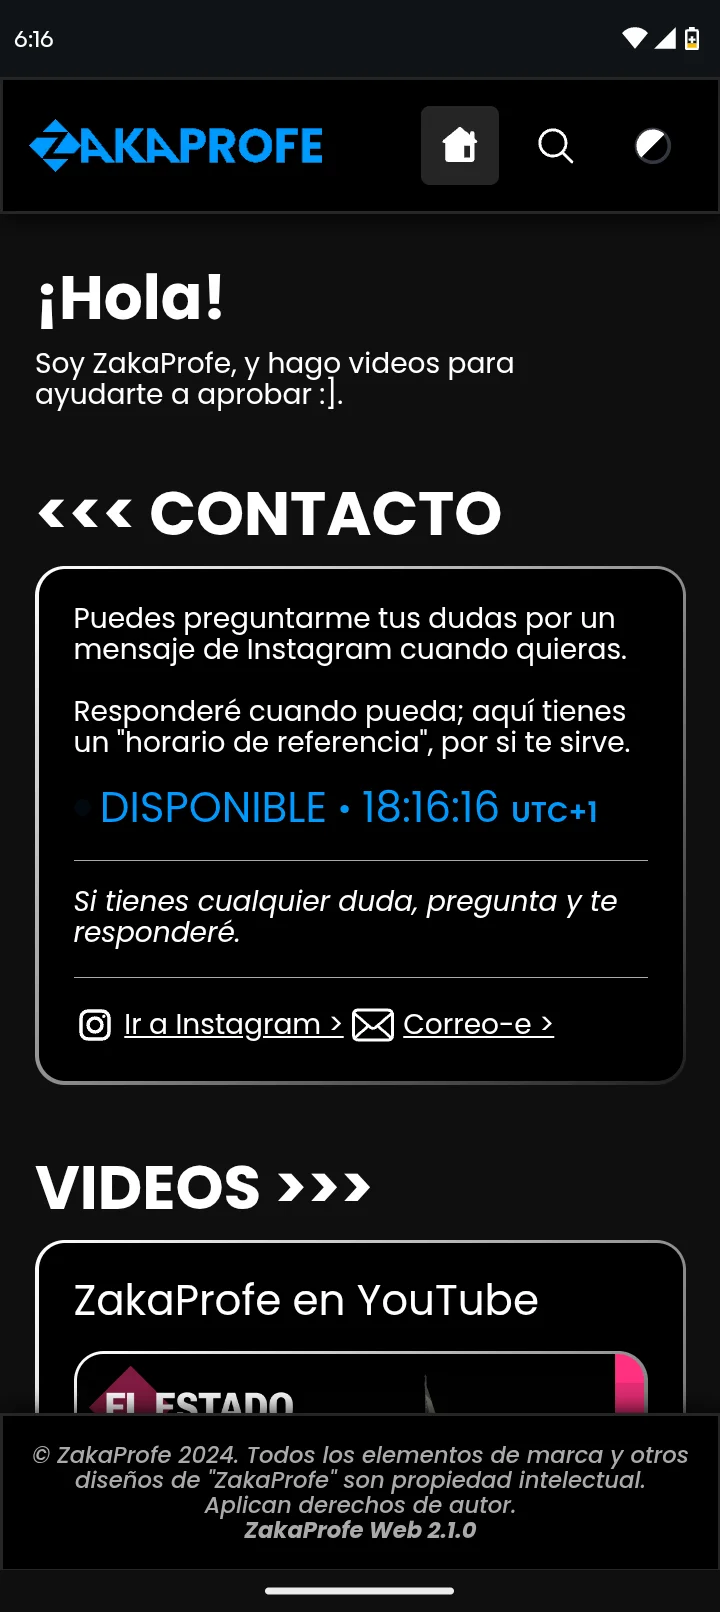 6:16
ZAKAPROFE
¡Hola!
Soy ZakaProfe, y hago videos para
ayudarte a aprobar :].
<<< CONTACTO
Puedes preguntarme tus dudas por un
mensaje de Instagram cuando quieras.
Responderé cuando pueda; aquí tienes
un "horario de referencia", por si te sirve.
DISPONIBLE • 18:16:16 UTC+1
Si tienes cualquier duda, pregunta y te
responderé.
Ir a Instagram > Correo-e >
VIDEOS >>>
ZakaProfe en YouTube
EL ESTADO
© ZakaProfe 2024. Todos los elementos de marca y otros
diseños de "ZakaProfe" son propiedad intelectual.
Aplican derechos de autor.
ZakaProfe Web 2.1.0